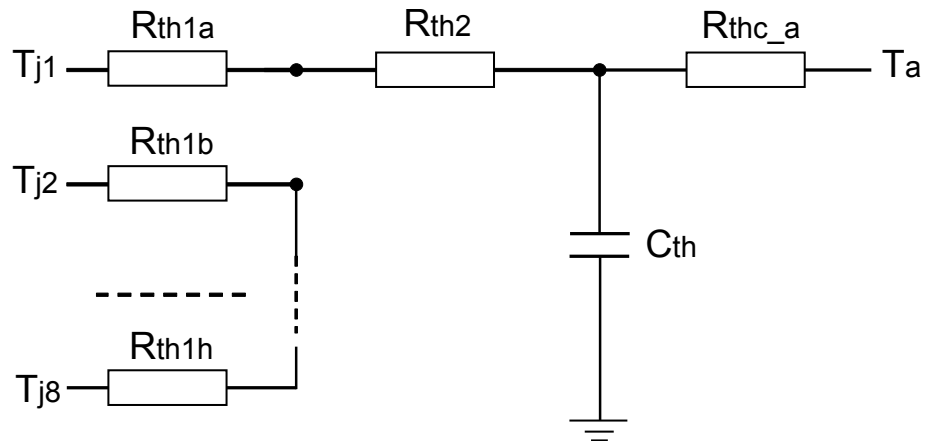 Rth1a
Rth2
Rthc_a
Tj1
Ta
Rth1b
Tj2
Cth
Rth1h
Tj8